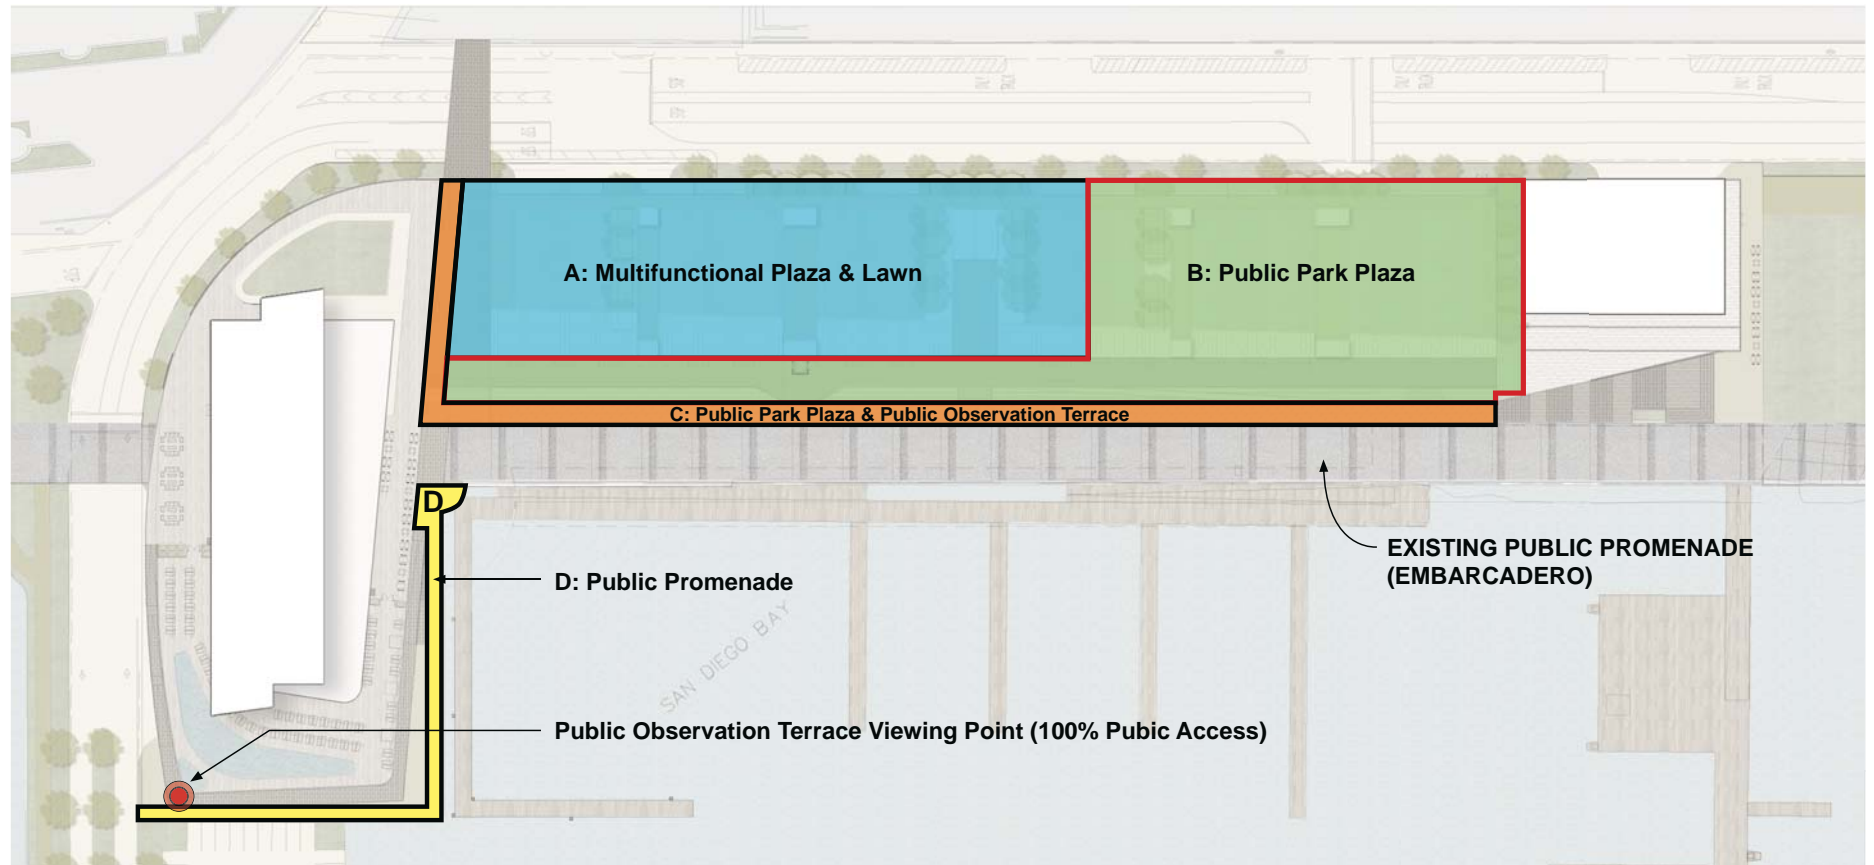 A: Multifunctional Plaza & Lawn
B: Public Park Plaza
C: Public Park Plaza & Public Observation Terrace
D
EXISTING PUBLIC PROMENADE
(EMBARCADERO)
D: Public Promenade
SAN DIEGO BAY
Public Observation Terrace Viewing Point (100% Pubic Access)